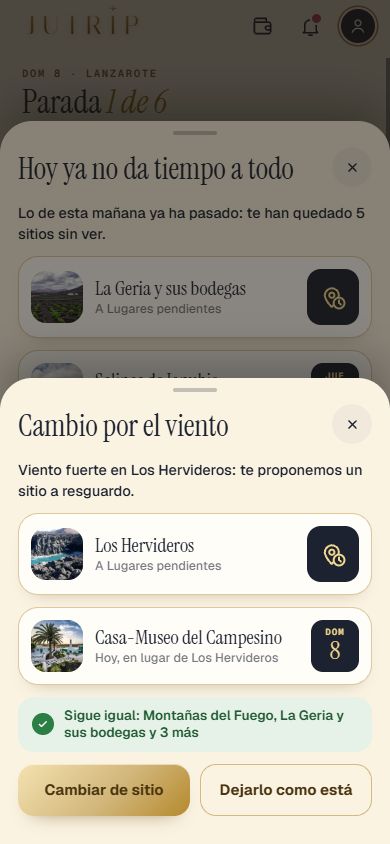 JUTRIP
DOM 8 · LANZAROTE
Parada 1 de 6
Hoy ya no da tiempo a todo
Lo de esta mañana ya ha pasado: te han quedado 5
sitios sin ver.
La Geria y sus bodegas
A Lugares pendientes
JUE
Cambio por el viento
Viento fuerte en Los Hervideros: te proponemos un
sitio a resguardo.
Los Hervideros
A Lugares pendientes
Casa-Museo del Campesino
Hoy, en lugar de Los Hervideros
DOM
8
Sigue igual: Montañas del Fuego, La Geria y
sus bodegas y 3 más
Cambiar de sitio
Dejarlo como está